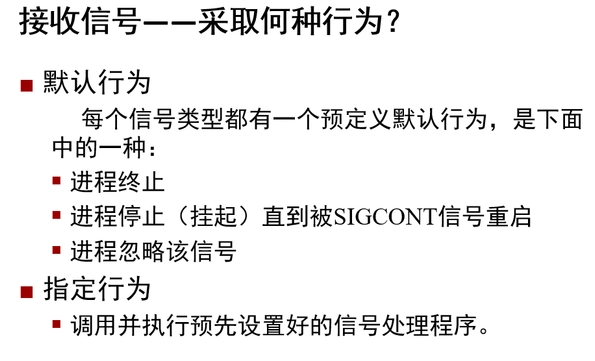 接收信号——采取何种行为?
默认行为
每个信号类型都有一个预定义默认行为,是下面
中的一种:
进程终止
进程停止(挂起)直到被SIGCONT信号重启
进程忽略该信号
指定行为
调用并执行预先设置好的信号处理程序。